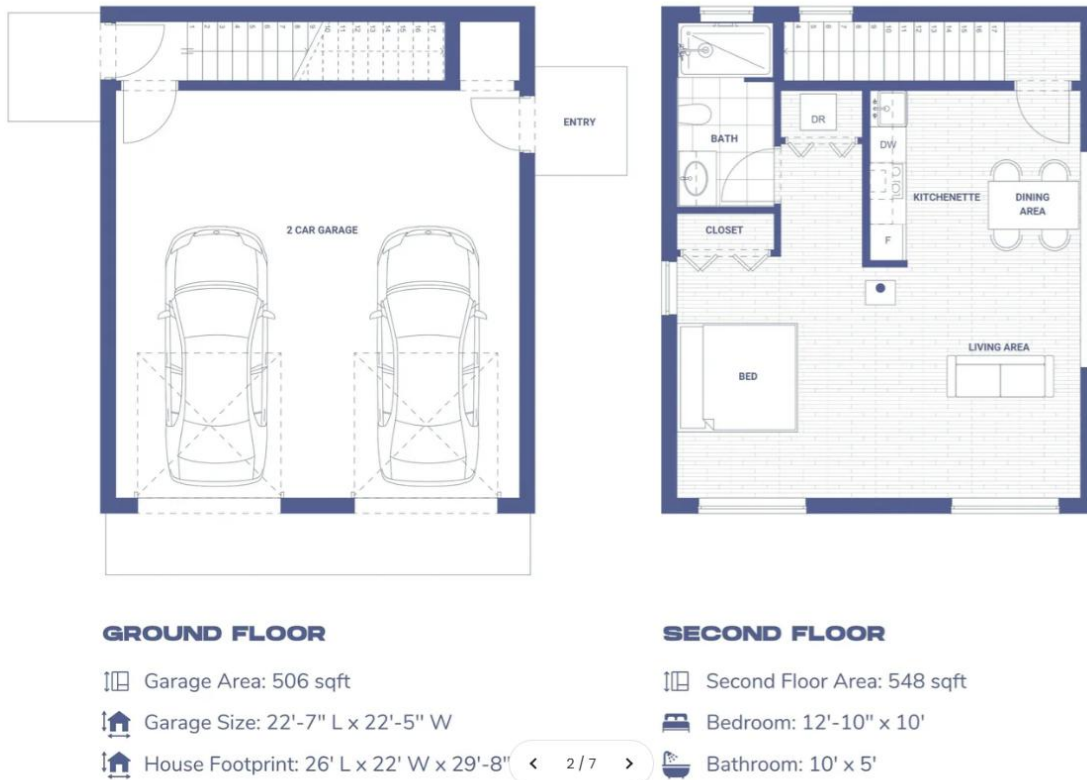 ENTRY
2 CAR GARAGE
BATH
DR
DW
KITCHENETTE
DINING
AREA
F
CLOSET
BED
LIVING AREA
GROUND FLOOR
Garage Area: 506 sqft
Garage Size: 22'-7" L x 22'-5" W
House Footprint: 26' L x 22' W x 29'-8"
SECOND FLOOR
Second Floor Area: 548 sqft
Bedroom: 12'-10" x 10'
Bathroom: 10' x 5'
2 / 7